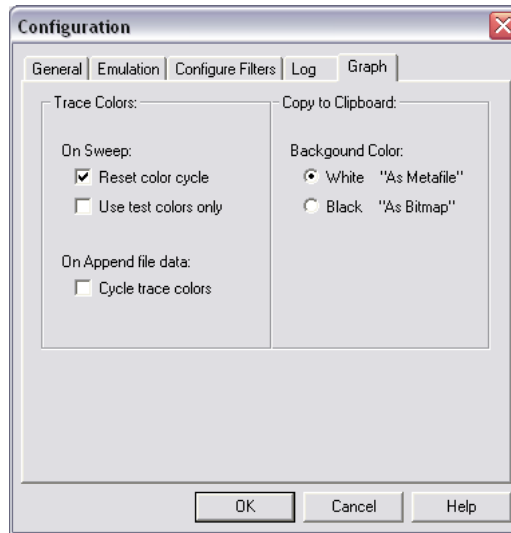 Configuration
General Emulation Configure Filters Log Graph
Trace Colors:
On Sweep:
Reset color cycle
Use test colors only
On Append file data:
Cycle trace colors
Copy to Clipboard:
Backgound Color:
White "As Metafile"
Black "As Bitmap"
OK Cancel Help